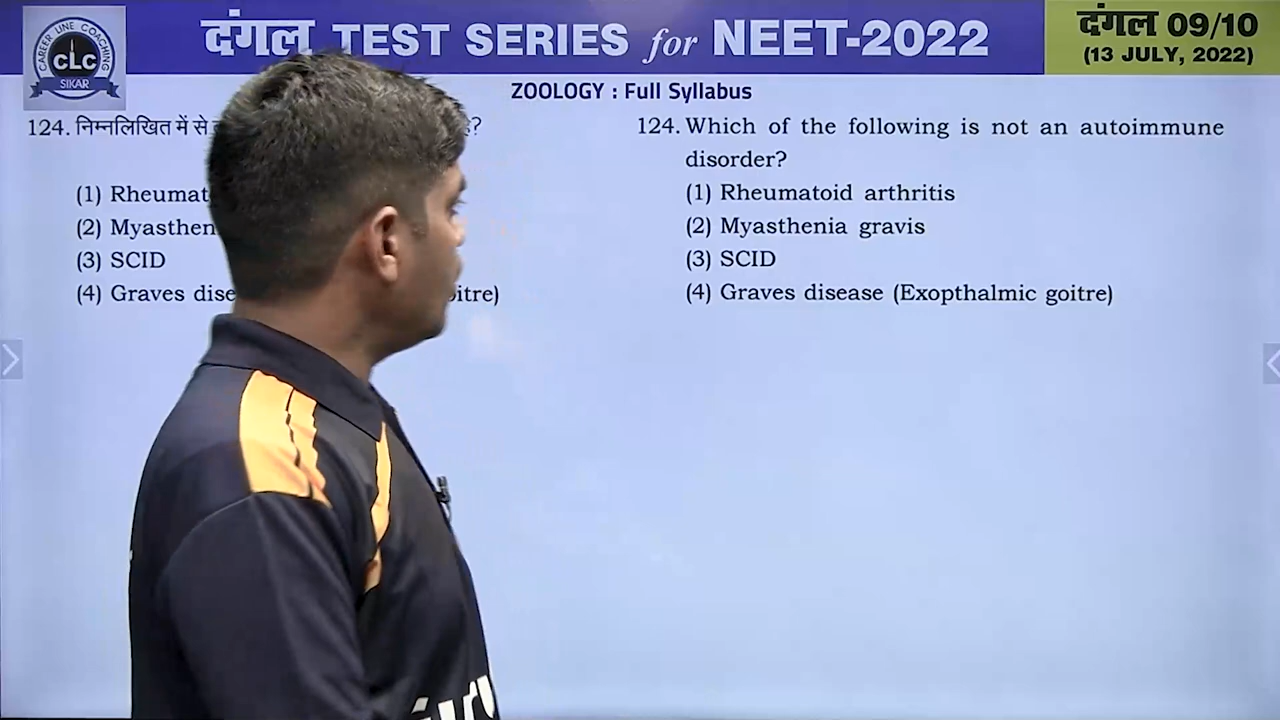 CAREER LINE COACHING
CLC
SIKAR
दंगल TEST SERIES for NEET-2022
दंगल 09/10
(13 JULY, 2022)
ZOOLOGY : Full Syllabus
124. निम्नलिखित में से
(1) Rheumat
(2) Myasthen
(3) SCID
(4) Graves dise oitre)
124. Which of the following is not an autoimmune
disorder?
(1) Rheumatoid arthritis
(2) Myasthenia gravis
(3) SCID
(4) Graves disease (Exopthalmic goitre)